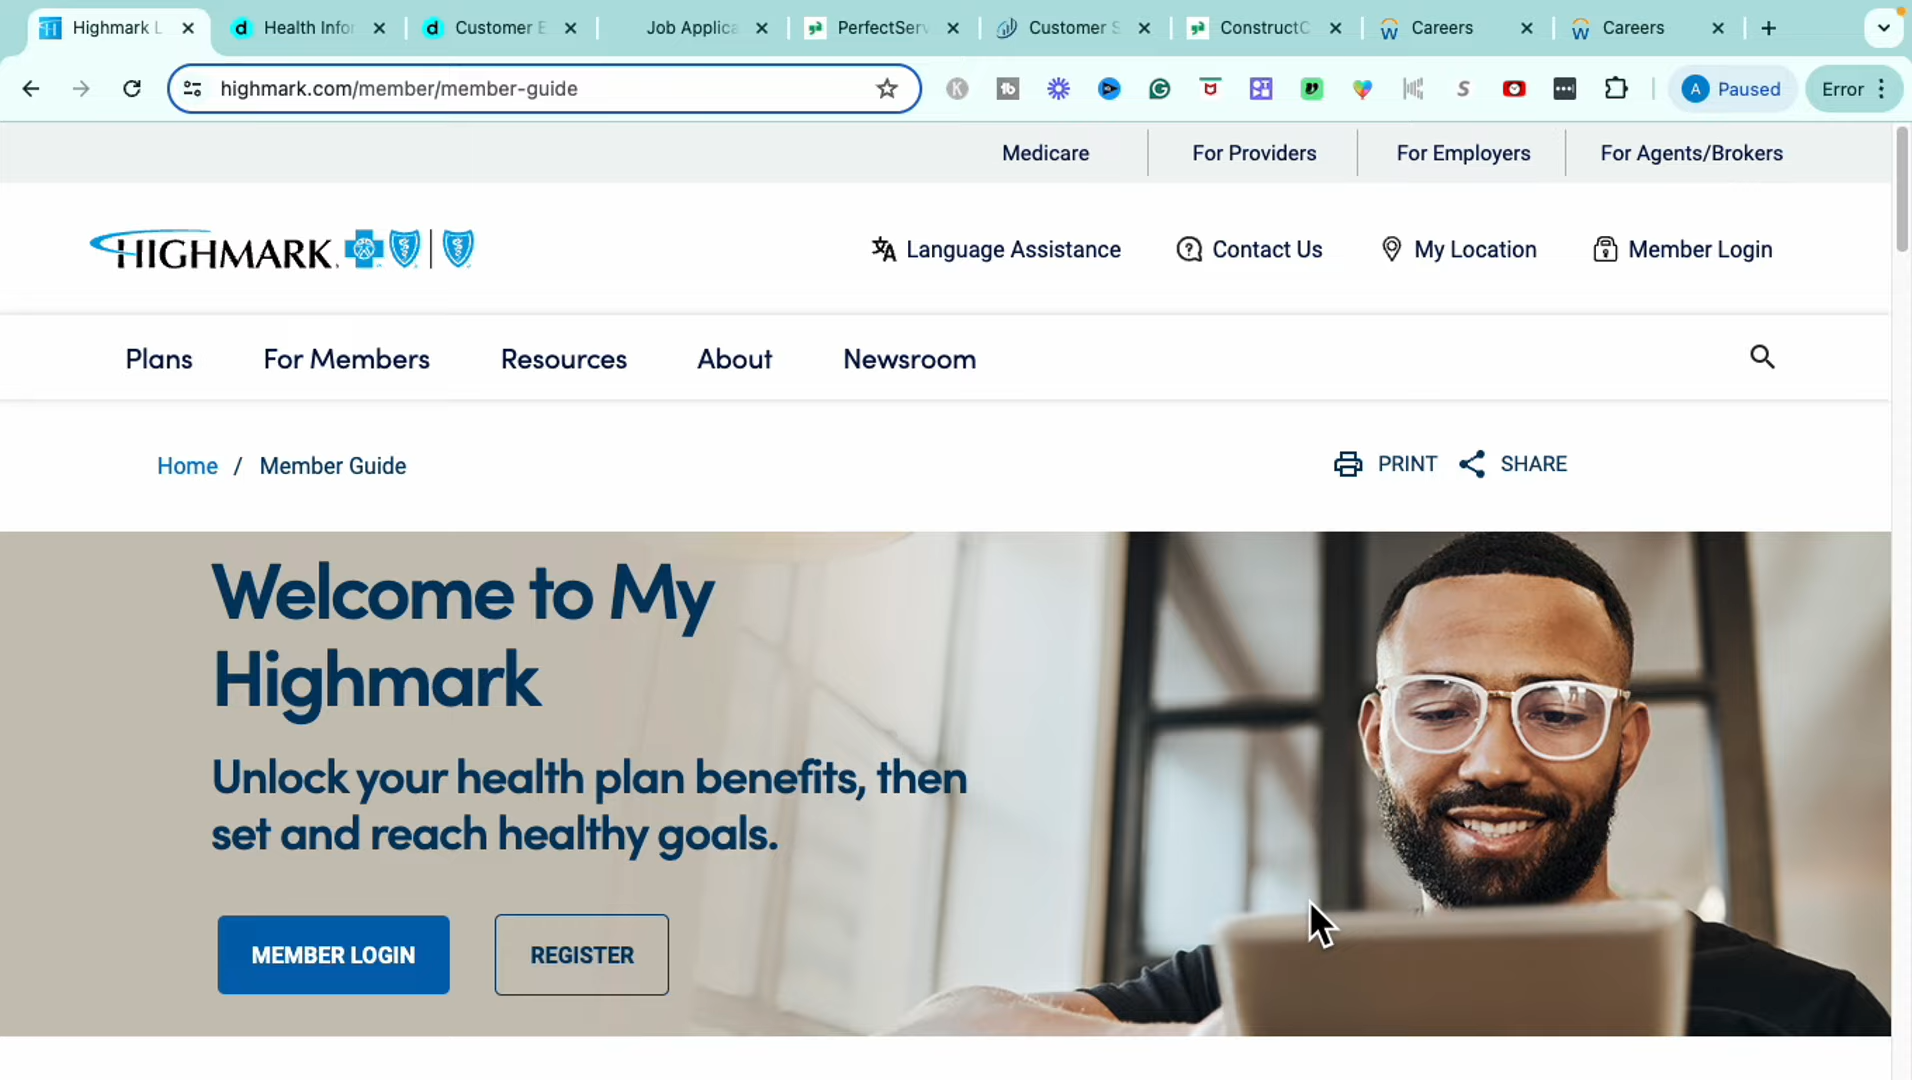 Highmark L
Health Infor
Customer E
Job Applica
PerfectServ
Customer S
ConstructC
Careers
Careers
highmark.com/member/member-guide
A
Paused
Error
Medicare
For Providers
For Employers
For Agents/Brokers
HIGHMARK
Language Assistance
Contact Us
My Location
Member Login
Plans
For Members
Resources
About
Newsroom
Home / Member Guide
PRINT
SHARE
Welcome to My
Highmark
Unlock your health plan benefits, then
set and reach healthy goals.
MEMBER LOGIN
REGISTER